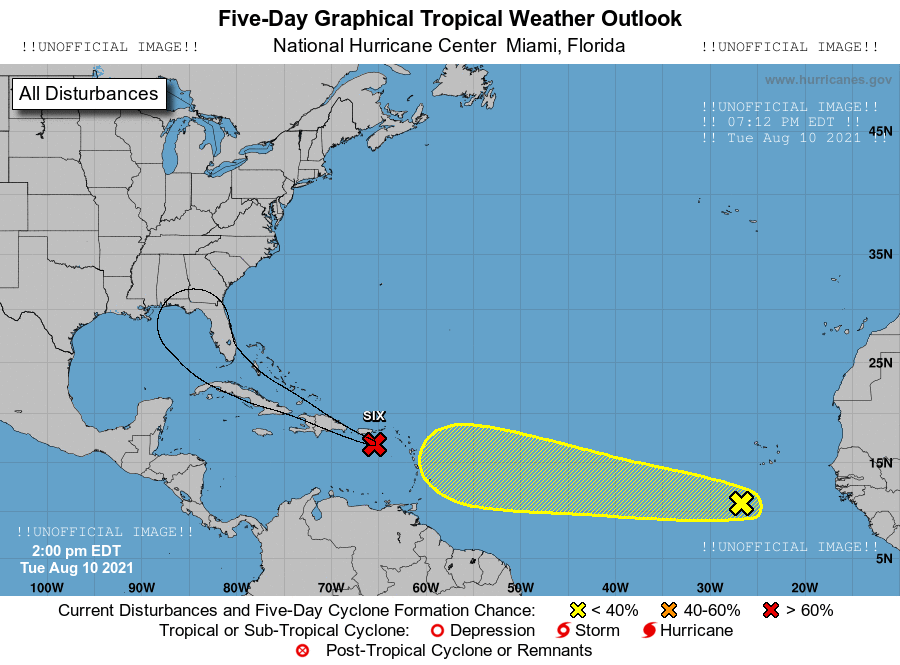 Five-Day Graphical Tropical Weather Outlook
!!UNOFFICIAL IMAGE!! National Hurricane Center Miami, Florida !!UNOFFICIAL IMAGE!!
All Disturbances
www.hurricanes.gov
!!UNOFFICIAL IMAGE!!
!! 07:12 PM EDT !!
!! Tue Aug 10 2021 !!
45N
35N
25N
SIX
15N
!!UNOFFICIAL IMAGE!!
2:00 pm EDT
Tue Aug 10 2021
!!UNOFFICIAL IMAGE!!
5N
100W 90W 80W 70W 60W 50W 40W 30W 20W
Current Disturbances and Five-Day Cyclone Formation Chance: < 40% 40-60% > 60%
Tropical or Sub-Tropical Cyclone: Depression Storm Hurricane
Post-Tropical Cyclone or Remnants